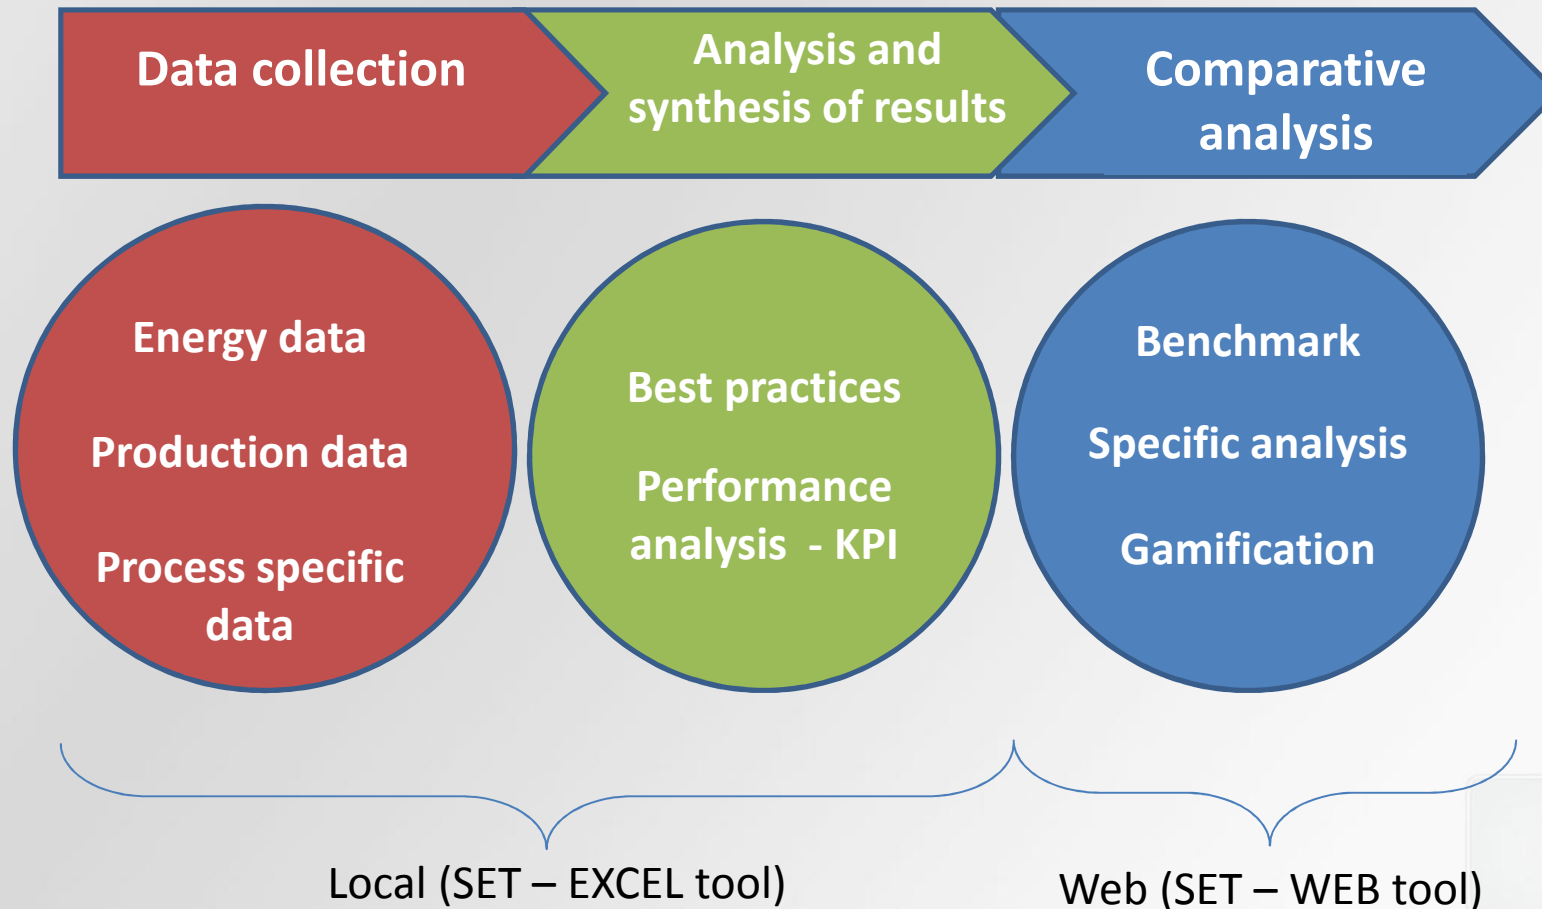 Data collection
Analysis and
synthesis of results
Comparative
analysis
Energy data
Production data
Process specific
data
Best practices
Performance
analysis  - KPI
Benchmark
Specific analysis
Gamification
Local (SET – EXCEL tool)
Web (SET – WEB tool)